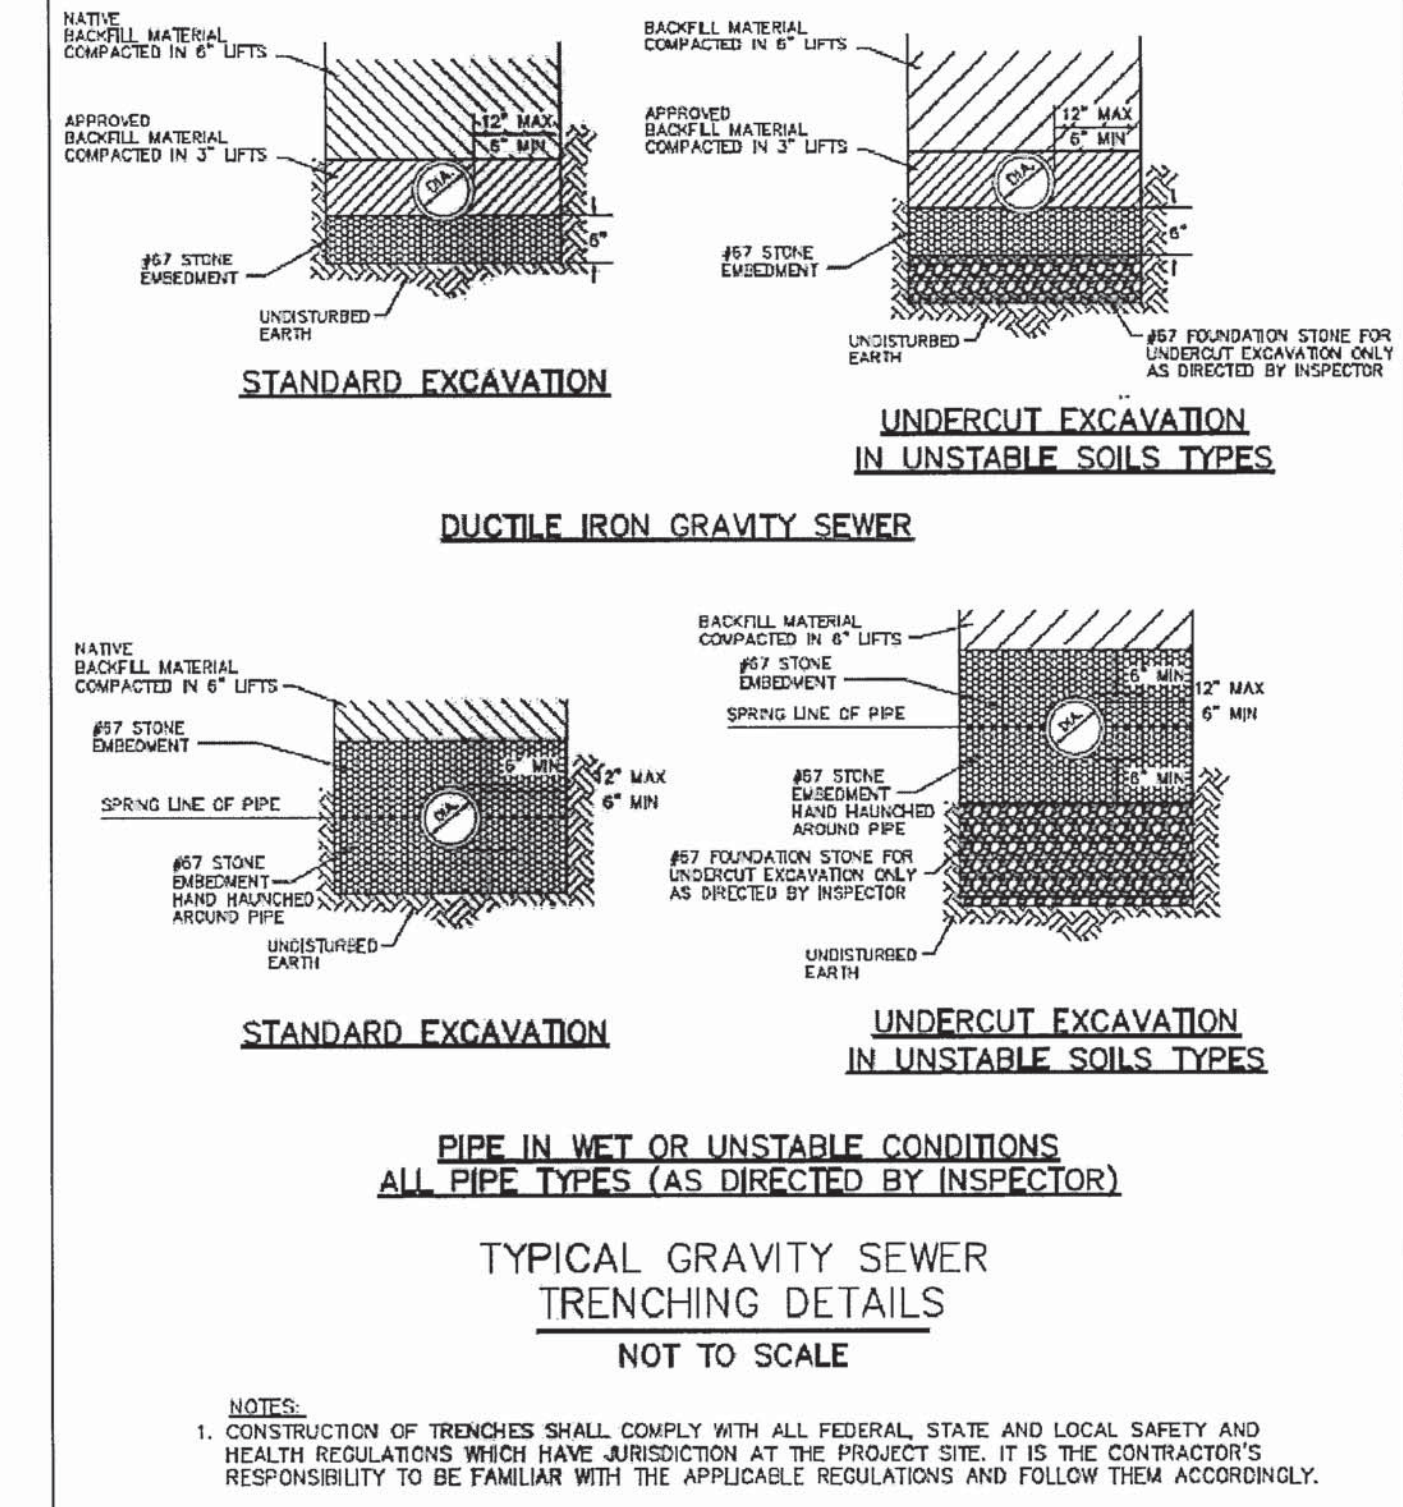 NATIVE
BACKFILL MATERIAL
COMPACTED IN 6" LIFTS
APPROVED
BACKFILL MATERIAL
COMPACTED IN 3" LIFTS
12" MAX
6" MIN
DIA.
6"
#67 STONE
EMBEDMENT
UNDISTURBED
EARTH
STANDARD EXCAVATION
BACKFILL MATERIAL
COMPACTED IN 6" LIFTS
APPROVED
BACKFILL MATERIAL
COMPACTED IN 3" LIFTS
12" MAX
6" MIN
DIA.
6"
#67 STONE
EMBEDMENT
UNDISTURBED
EARTH
#57 FOUNDATION STONE FOR
UNDERCUT EXCAVATION ONLY
AS DIRECTED BY INSPECTOR
UNDERCUT EXCAVATION
IN UNSTABLE SOILS TYPES
DUCTILE IRON GRAVITY SEWER
NATIVE
BACKFILL MATERIAL
COMPACTED IN 6" LIFTS
#67 STONE
EMBEDMENT
6" MIN
12" MAX
6" MIN
DIA.
SPRING LINE OF PIPE
#67 STONE
EMBEDMENT
HAND HAUNCHED
AROUND PIPE
UNDISTURBED
EARTH
STANDARD EXCAVATION
BACKFILL MATERIAL
COMPACTED IN 6" LIFTS
#67 STONE
EMBEDMENT
6" MIN
12" MAX
6" MIN
DIA.
SPRING LINE OF PIPE
6" MIN
#67 STONE
EMBEDMENT
HAND HAUNCHED
AROUND PIPE
#57 FOUNDATION STONE FOR
UNDERCUT EXCAVATION ONLY
AS DIRECTED BY INSPECTOR
UNDISTURBED
EARTH
UNDERCUT EXCAVATION
IN UNSTABLE SOILS TYPES
PIPE IN WET OR UNSTABLE CONDITIONS
ALL PIPE TYPES (AS DIRECTED BY INSPECTOR)
TYPICAL GRAVITY SEWER
TRENCHING DETAILS
NOT TO SCALE
NOTES:
1. CONSTRUCTION OF TRENCHES SHALL COMPLY WITH ALL FEDERAL, STATE AND LOCAL SAFETY AND
HEALTH REGULATIONS WHICH HAVE JURISDICTION AT THE PROJECT SITE. IT IS THE CONTRACTOR'S
RESPONSIBILITY TO BE FAMILIAR WITH THE APPLICABLE REGULATIONS AND FOLLOW THEM ACCORDINGLY.